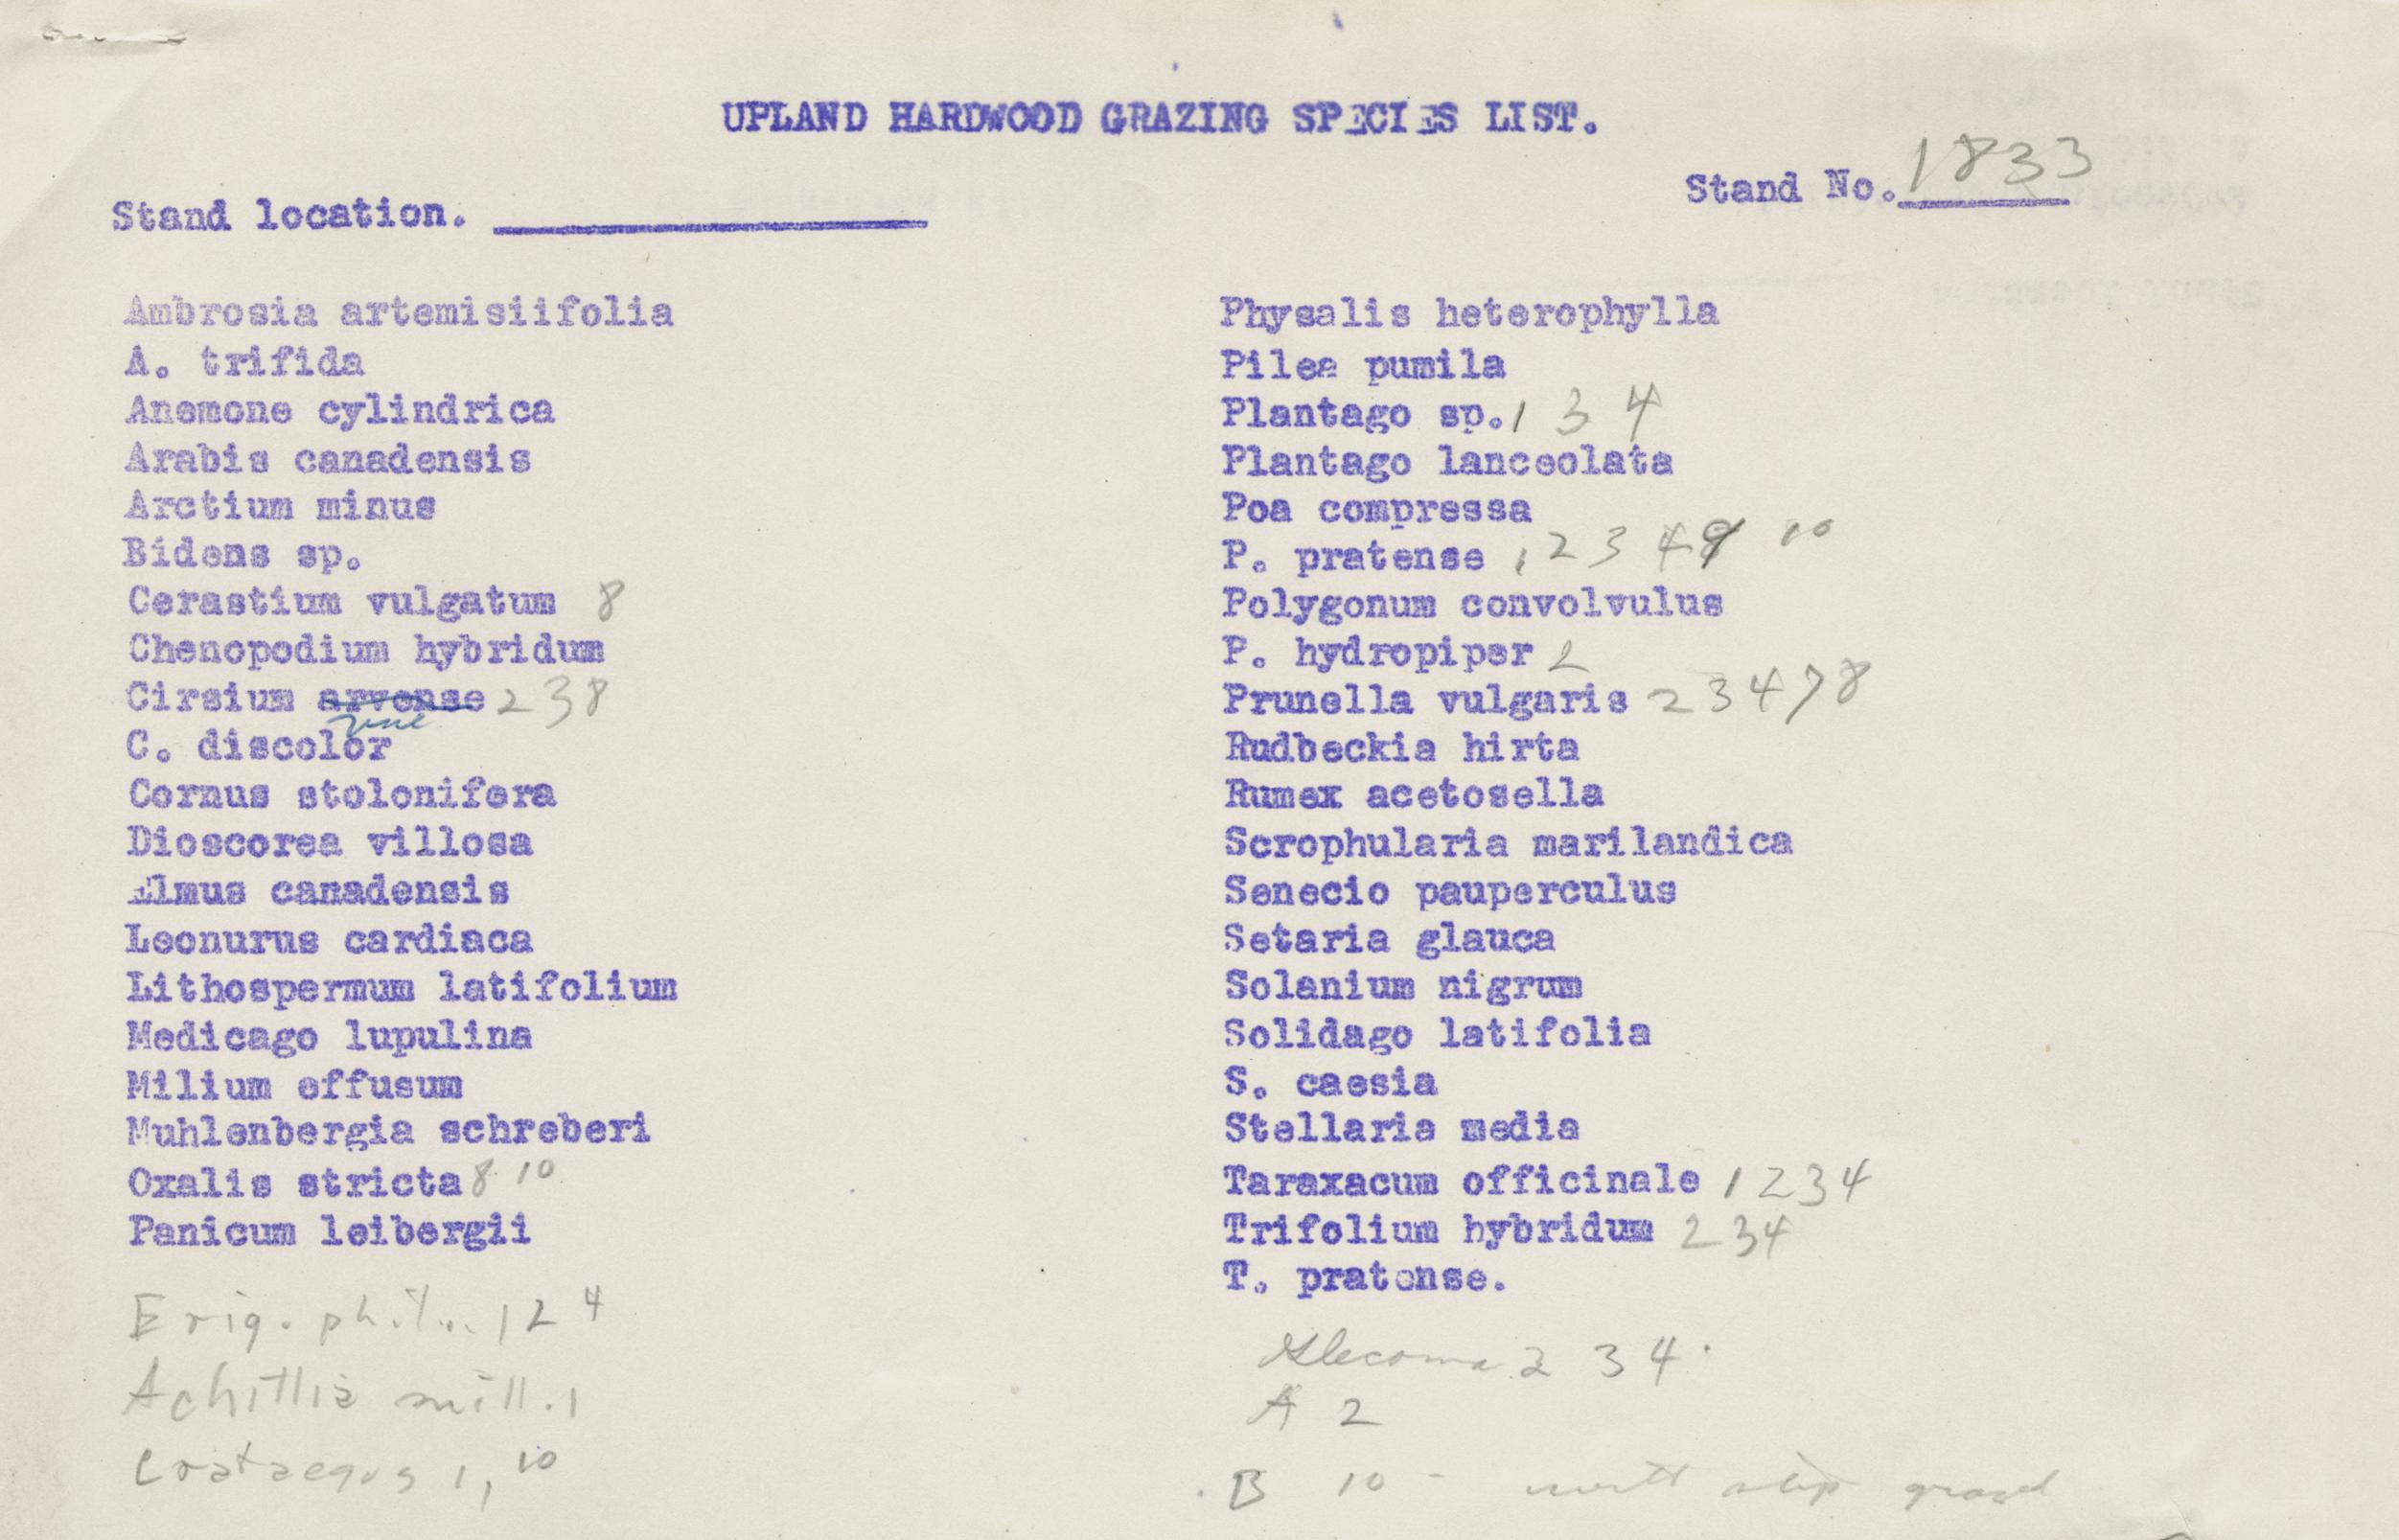 UPLAND HARDWOOD GRAZING SPECIES LIST.
Stand No. 1833
Stand location.
Ambrosia artemisiifolia
A. trifida
Anemone cylindrica
Arabis canadensis
Arctium minus
Bidens sp.
Cerastium vulgatum 8
Chenopodium hybridum
Cirsium arvense 2 3 8
C. discolor
Cornus stolonifera
Dioscorea villosa
Elmus canadensis
Leonurus cardiaca
Lithospermum latifolium
Medicago lupulina
Milium effusum
Muhlenbergia schreberi
Oxalis stricta 8 10
Panicum leibergii
Erig. 1 2 4
Achillia mill. 1
Crataegus 1, 10
Physalis heterophylla
Pilea pumila
Plantago sp. 1 3 4
Plantago lanceolata
Poa compressa
P. pratense 1 2 3 4 9 10
Polygonum convolvulus
P. hydropiper 2
Prunella vulgaris 2 3 4 7 8
Rudbeckia hirta
Rumex acetosella
Scrophularia marilandica
Senecio pauperculus
Setaria glauca
Solanium nigrum
Solidago latifolia
S. caesia
Stellaria media
Taraxacum officinale 1 2 3 4
Trifolium hybridum 2 3 4
T. pratense.
Glecoma 2 3 4
A 2
B 10 -